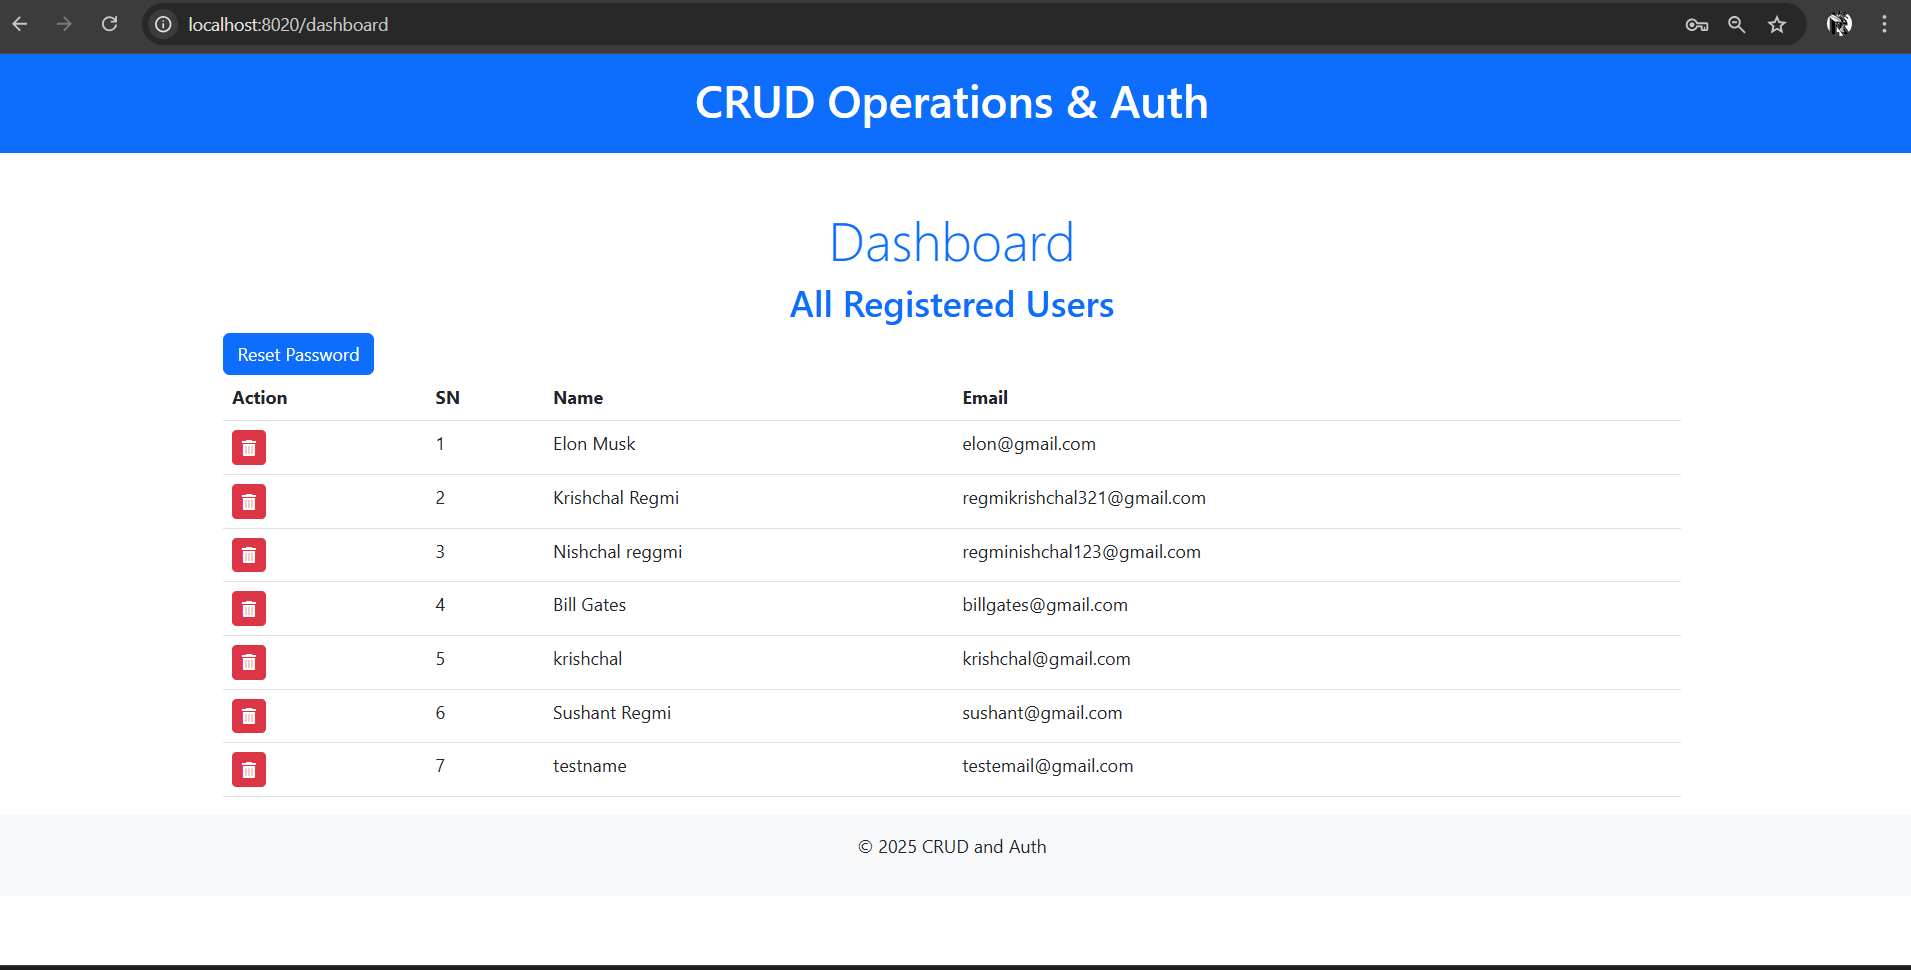 localhost:8020/dashboard
CRUD Operations & Auth
Dashboard
All Registered Users
Reset Password
Action SN Name Email
1 Elon Musk elon@gmail.com
2 Krishchal Regmi regmikrishchal321@gmail.com
3 Nishchal reggmi regminishchal123@gmail.com
4 Bill Gates billgates@gmail.com
5 krishchal krishchal@gmail.com
6 Sushant Regmi sushant@gmail.com
7 testname testemail@gmail.com
© 2025 CRUD and Auth